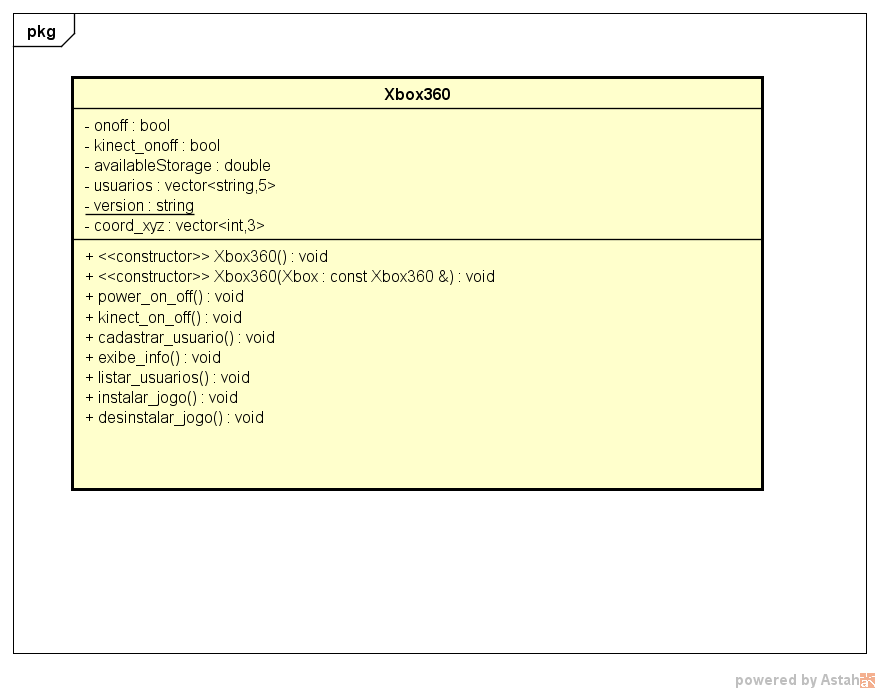 pkg
Xbox360
- onoff : bool
- kinect_onoff : bool
- availableStorage : double
- usuarios : vector<string,5>
- version : string
- coord_xyz : vector<int,3>
+ <<constructor>> Xbox360() : void
+ <<constructor>> Xbox360(Xbox : const Xbox360 &) : void
+ power_on_off() : void
+ kinect_on_off() : void
+ cadastrar_usuario() : void
+ exibe_info() : void
+ listar_usuarios() : void
+ instalar_jogo() : void
+ desinstalar_jogo() : void
powered by Astah